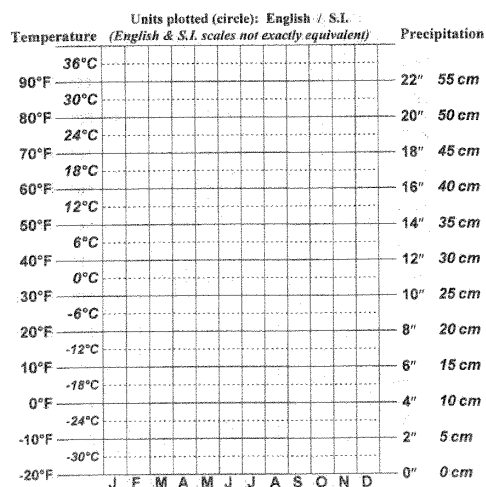 Units plotted (circle): English / S.I.
Temperature (English & S.I. scales not exactly equivalent) Precipitation
36°C
90°F 22" 55 cm
30°C
80°F 20" 50 cm
24°C
70°F 18" 45 cm
18°C
60°F 16" 40 cm
12°C
50°F 14" 35 cm
6°C
40°F 12" 30 cm
0°C
30°F 10" 25 cm
-6°C
20°F 8" 20 cm
-12°C
10°F 6" 15 cm
-18°C
0°F 4" 10 cm
-24°C
-10°F 2" 5 cm
-30°C
-20°F 0" 0 cm
J F M A M J J A S O N D